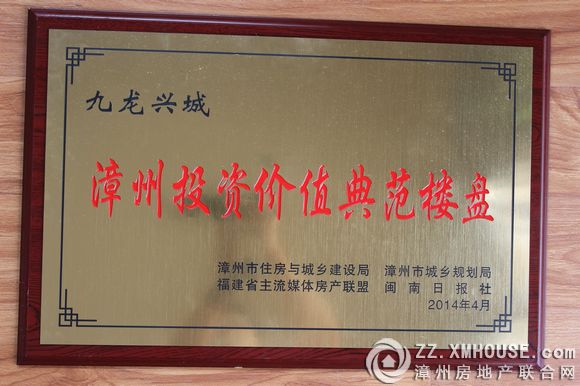 九龙兴城
漳州投资价值典范楼盘
漳州市住房与城乡建设局 漳州市城乡规划局
福建省主流媒体房产联盟 闽南日报社
2014年4月
ZZ.XMHOUSE.com
漳州房地产联合网